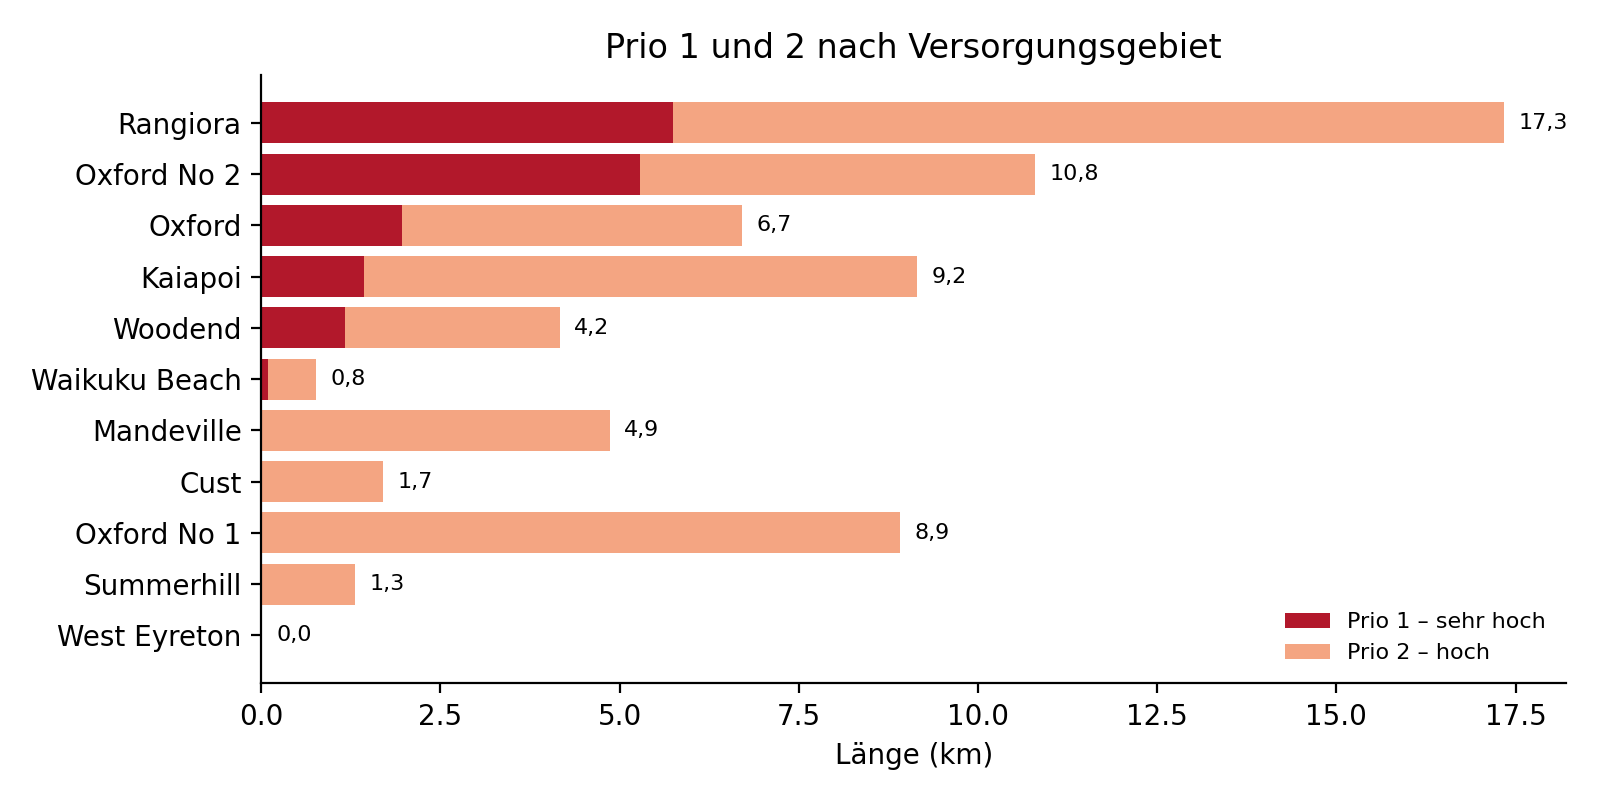 Prio 1 und 2 nach Versorgungsgebiet
Rangiora 17,3
Oxford No 2 10,8
Oxford 6,7
Kaiapoi 9,2
Woodend 4,2
Waikuku Beach 0,8
Mandeville 4,9
Cust 1,7
Oxford No 1 8,9
Summerhill 1,3
West Eyreton 0,0
Prio 1 – sehr hoch
Prio 2 – hoch
0.0 2.5 5.0 7.5 10.0 12.5 15.0 17.5
Länge (km)